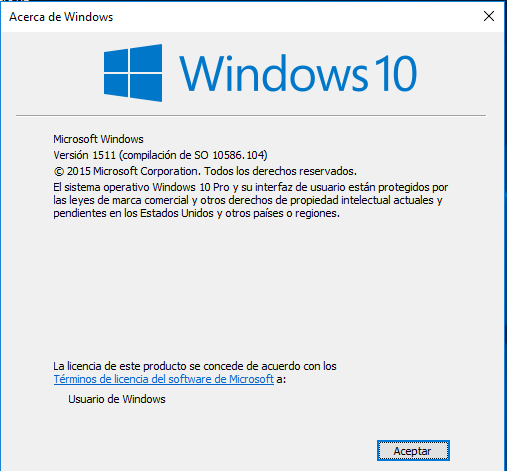 Acerca de Windows
Windows 10
Microsoft Windows
Versión 1511 (compilación de SO 10586.104)
© 2015 Microsoft Corporation. Todos los derechos reservados.
El sistema operativo Windows 10 Pro y su interfaz de usuario están protegidos por
las leyes de marca comercial y otros derechos de propiedad intelectual actuales y
pendientes en los Estados Unidos y otros países o regiones.
La licencia de este producto se concede de acuerdo con los
Términos de licencia del software de Microsoft a:
Usuario de Windows
Aceptar